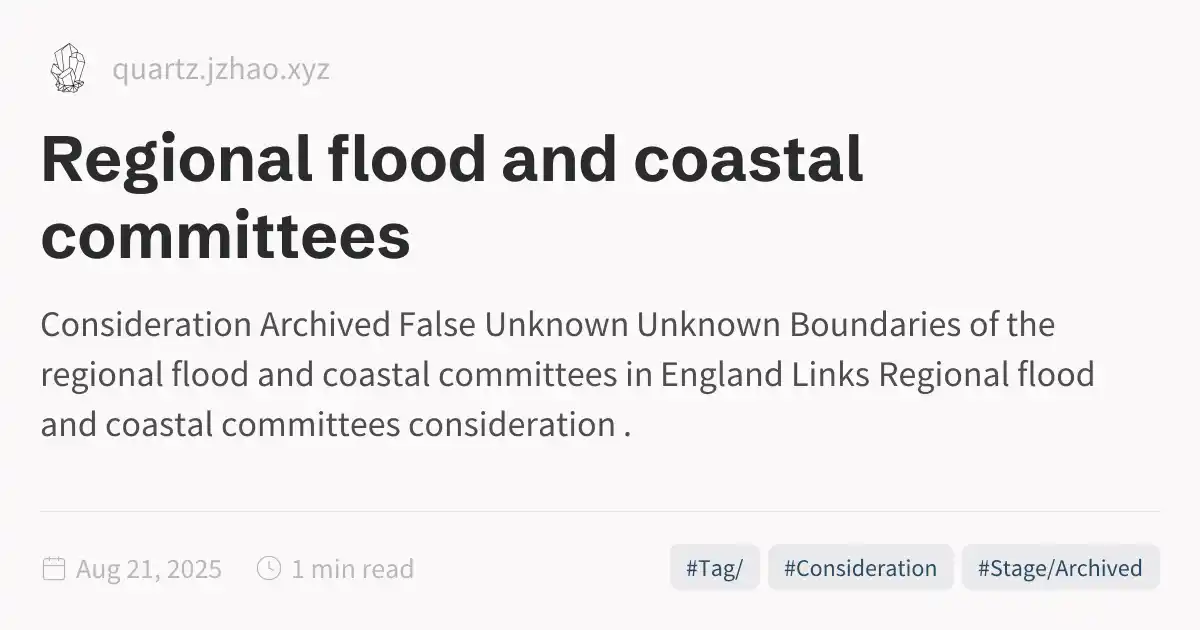 quartz.jzhao.xyz
Regional flood and coastal
committees
Consideration Archived False Unknown Unknown Boundaries of the
regional flood and coastal committees in England Links Regional flood
and coastal committees consideration .
Aug 21, 2025 1 min read #Tag/ #Consideration #Stage/Archived